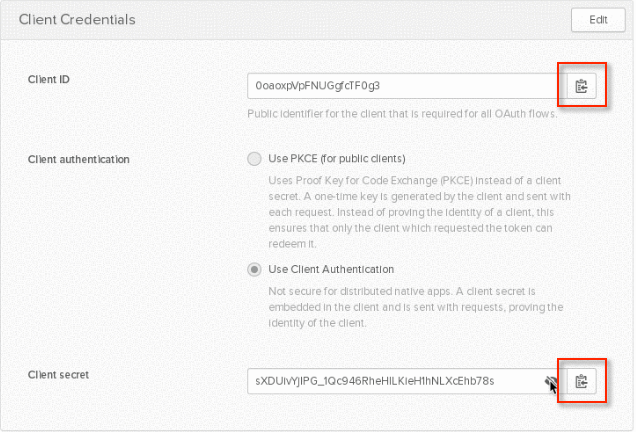 Client Credentials
Edit
Client ID
0oaoxpVpFNUGgfcTF0g3
Public identifier for the client that is required for all OAuth flows.
Client authentication
Use PKCE (for public clients)
Uses Proof Key for Code Exchange (PKCE) instead of a client
secret. A one-time key is generated by the client and sent with
each request. Instead of proving the identity of a client, this
ensures that only the client which requested the token can
redeem it.
Use Client Authentication
Not secure for distributed native apps. A client secret is
embedded in the client and is sent with requests, proving the
identity of the client.
Client secret
sXDUivYjIPG_1Qc946RheHILKieH1hNLXcEhb78s